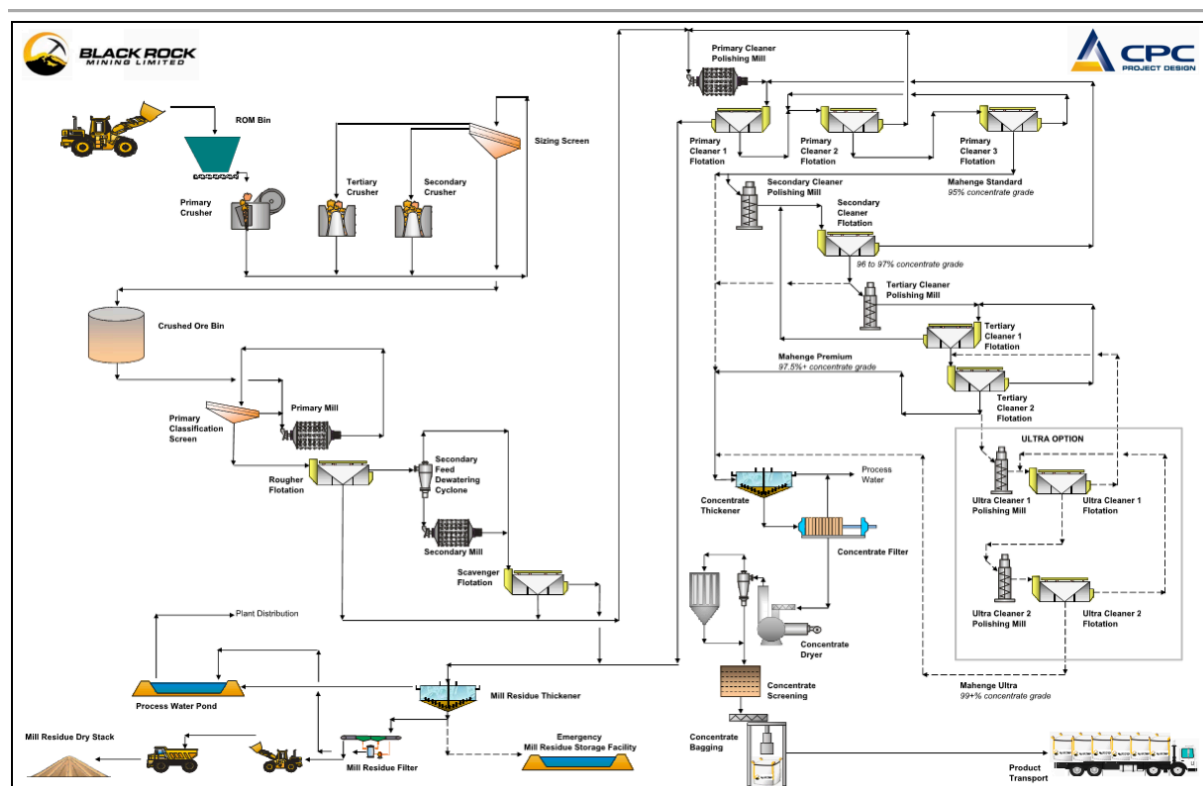 BLACK ROCK
MINING LIMITED
CPC
PROJECT DESIGN
ROM Bin
Primary
Crusher
Tertiary
Crusher
Secondary
Crusher
Sizing Screen
Crushed Ore Bin
Primary
Classification
Screen
Primary Mill
Rougher
Flotation
Secondary
Feed
Dewatering
Cyclone
Secondary Mill
Scavenger
Flotation
Plant Distribution
Process Water Pond
Mill Residue Thickener
Mill Residue Dry Stack
Mill Residue Filter
Emergency
Mill Residue Storage Facility
Primary Cleaner
Polishing Mill
Primary
Cleaner 1
Flotation
Primary
Cleaner 2
Flotation
Primary
Cleaner 3
Flotation
Mahenge Standard
95% concentrate grade
Secondary Cleaner
Polishing Mill
Secondary
Cleaner
Flotation
96 to 97% concentrate grade
Tertiary Cleaner
Polishing Mill
Tertiary
Cleaner 1
Flotation
Mahenge Premium
97.5%+ concentrate grade
Tertiary
Cleaner 2
Flotation
ULTRA OPTION
Ultra Cleaner 1
Polishing Mill
Ultra Cleaner 1
Flotation
Ultra Cleaner 2
Polishing Mill
Ultra Cleaner 2
Flotation
Mahenge Ultra
99+% concentrate grade
Process
Water
Concentrate
Thickener
Concentrate Filter
Concentrate
Dryer
Concentrate
Screening
Concentrate
Bagging
Product
Transport